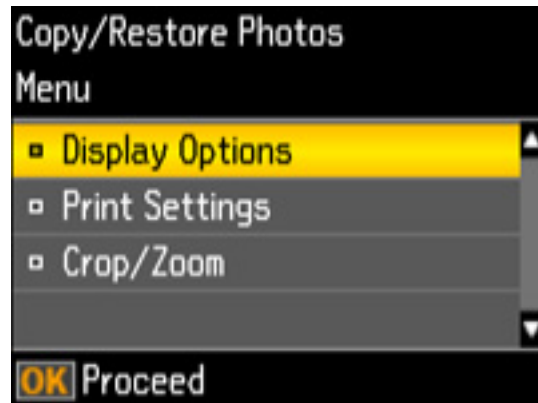 Copy/Restore Photos
Menu
Display Options
Print Settings
Crop/Zoom
OK Proceed